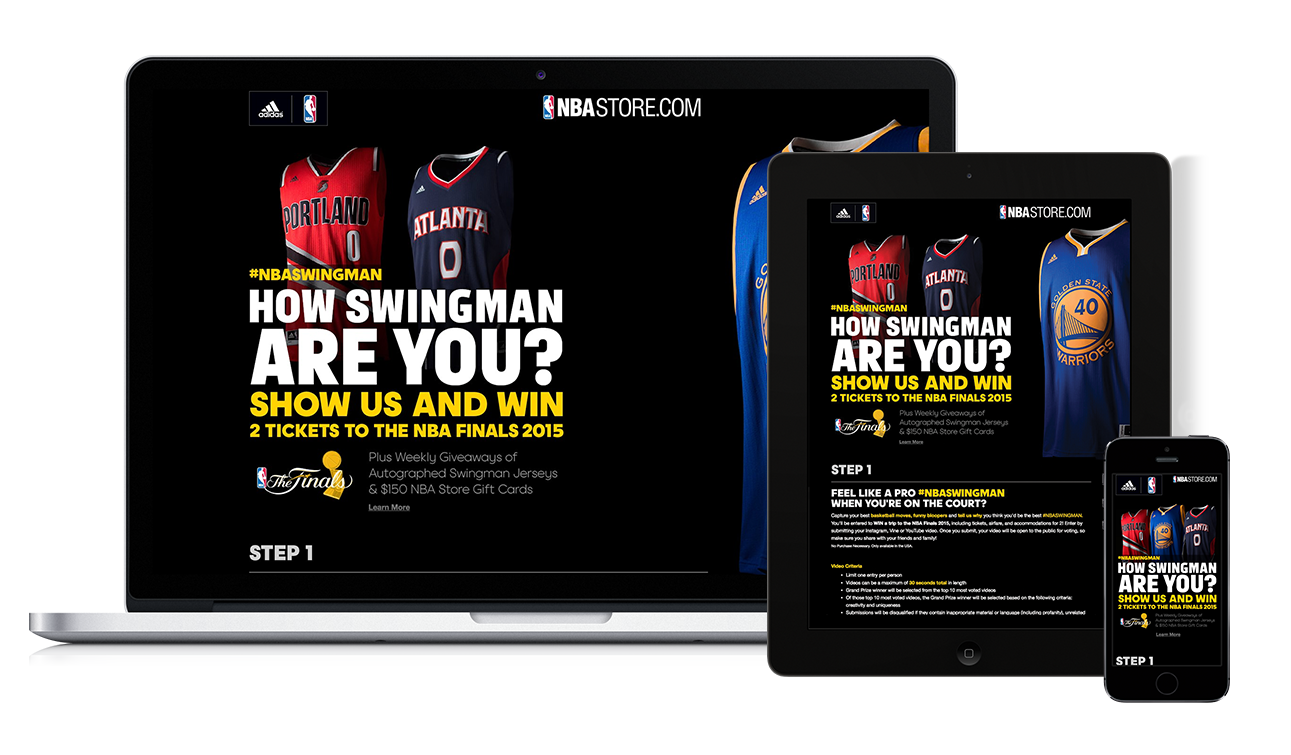 adidas
NBASTORE.COM
PORTLAND
0
ATLANTA
0
#NBASWINGMAN
HOW SWINGMAN
ARE YOU?
SHOW US AND WIN
2 TICKETS TO THE NBA FINALS 2015
The Finals
Plus Weekly Giveaways of
Autographed Swingman Jerseys
& $150 NBA Store Gift Cards
Learn More
STEP 1
adidas
NBASTORE.COM
PORTLAND
0
ATLANTA
0
GOLDEN STATE
40
WARRIORS
#NBASWINGMAN
HOW SWINGMAN
ARE YOU?
SHOW US AND WIN
2 TICKETS TO THE NBA FINALS 2015
The Finals
Plus Weekly Giveaways of
Autographed Swingman Jerseys
& $150 NBA Store Gift Cards
Learn More
STEP 1
FEEL LIKE A PRO #NBASWINGMAN
WHEN YOU'RE ON THE COURT?
Capture your best basketball moves, funny bloopers and tell us why you think you'd be the best #NBASWINGMAN.
You'll be entered to WIN a trip to the NBA Finals 2015, including tickets, airfare, and accommodations for 2! Enter by
submitting your Instagram, Vine or YouTube video. Once you submit, your video will be open to the public for voting, so
make sure you share with your friends and family!
No Purchase Necessary. Only available in the USA.
Video Criteria
• Limit one entry per person
• Videos can be a maximum of 30 seconds total in length
• Grand Prize winner will be selected from the top 10 most voted videos
• Of those top 10 most voted videos, the Grand Prize winner will be selected based on the following criteria;
creativity and uniqueness
• Submissions will be disqualified if they contain inappropriate material or language (including profanity), unrelated
adidas
NBASTORE.COM
PORTLAND
0
40
ATLANTA
0
#NBASWINGMAN
HOW SWINGMAN
ARE YOU?
SHOW US AND WIN
2 TICKETS TO THE NBA FINALS 2015
The Finals
Plus Weekly Giveaways of
Autographed Swingman Jerseys
& $150 NBA Store Gift Cards
Learn More
STEP 1